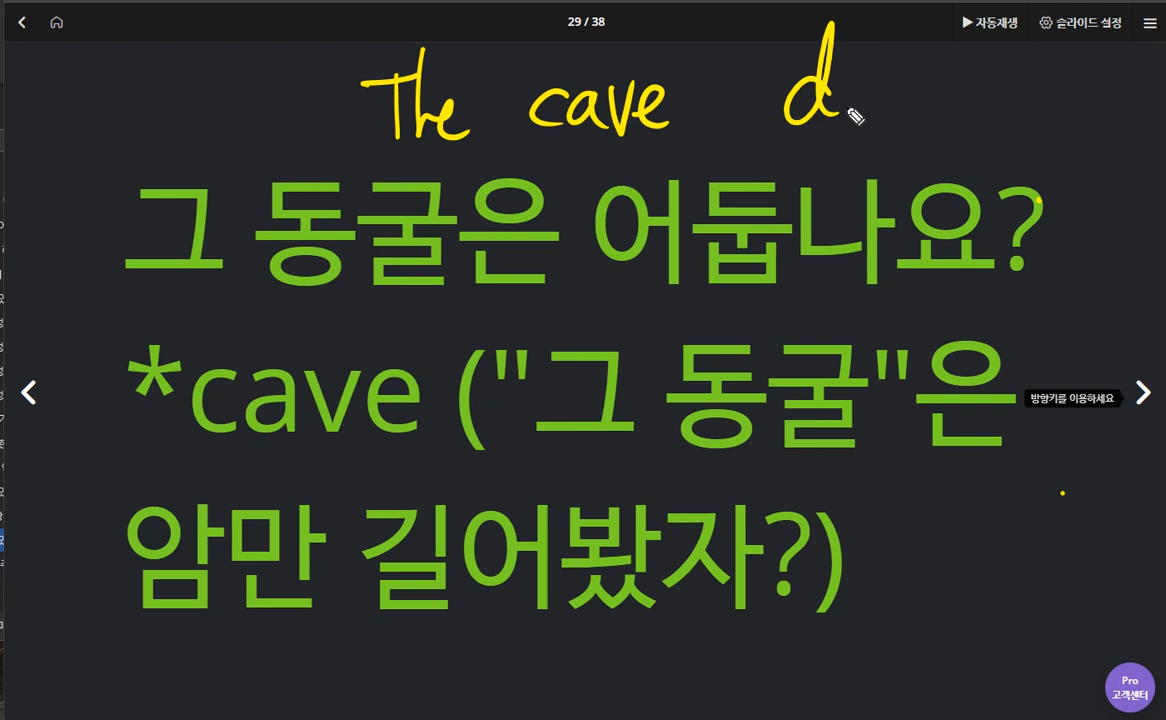 29 / 38
▶ 자동재생
슬라이드 설정
The cave d
그 동굴은 어둡나요?
*cave ("그 동굴"은
방향키를 이용하세요
암만 길어봤자?)
Pro
고객센터